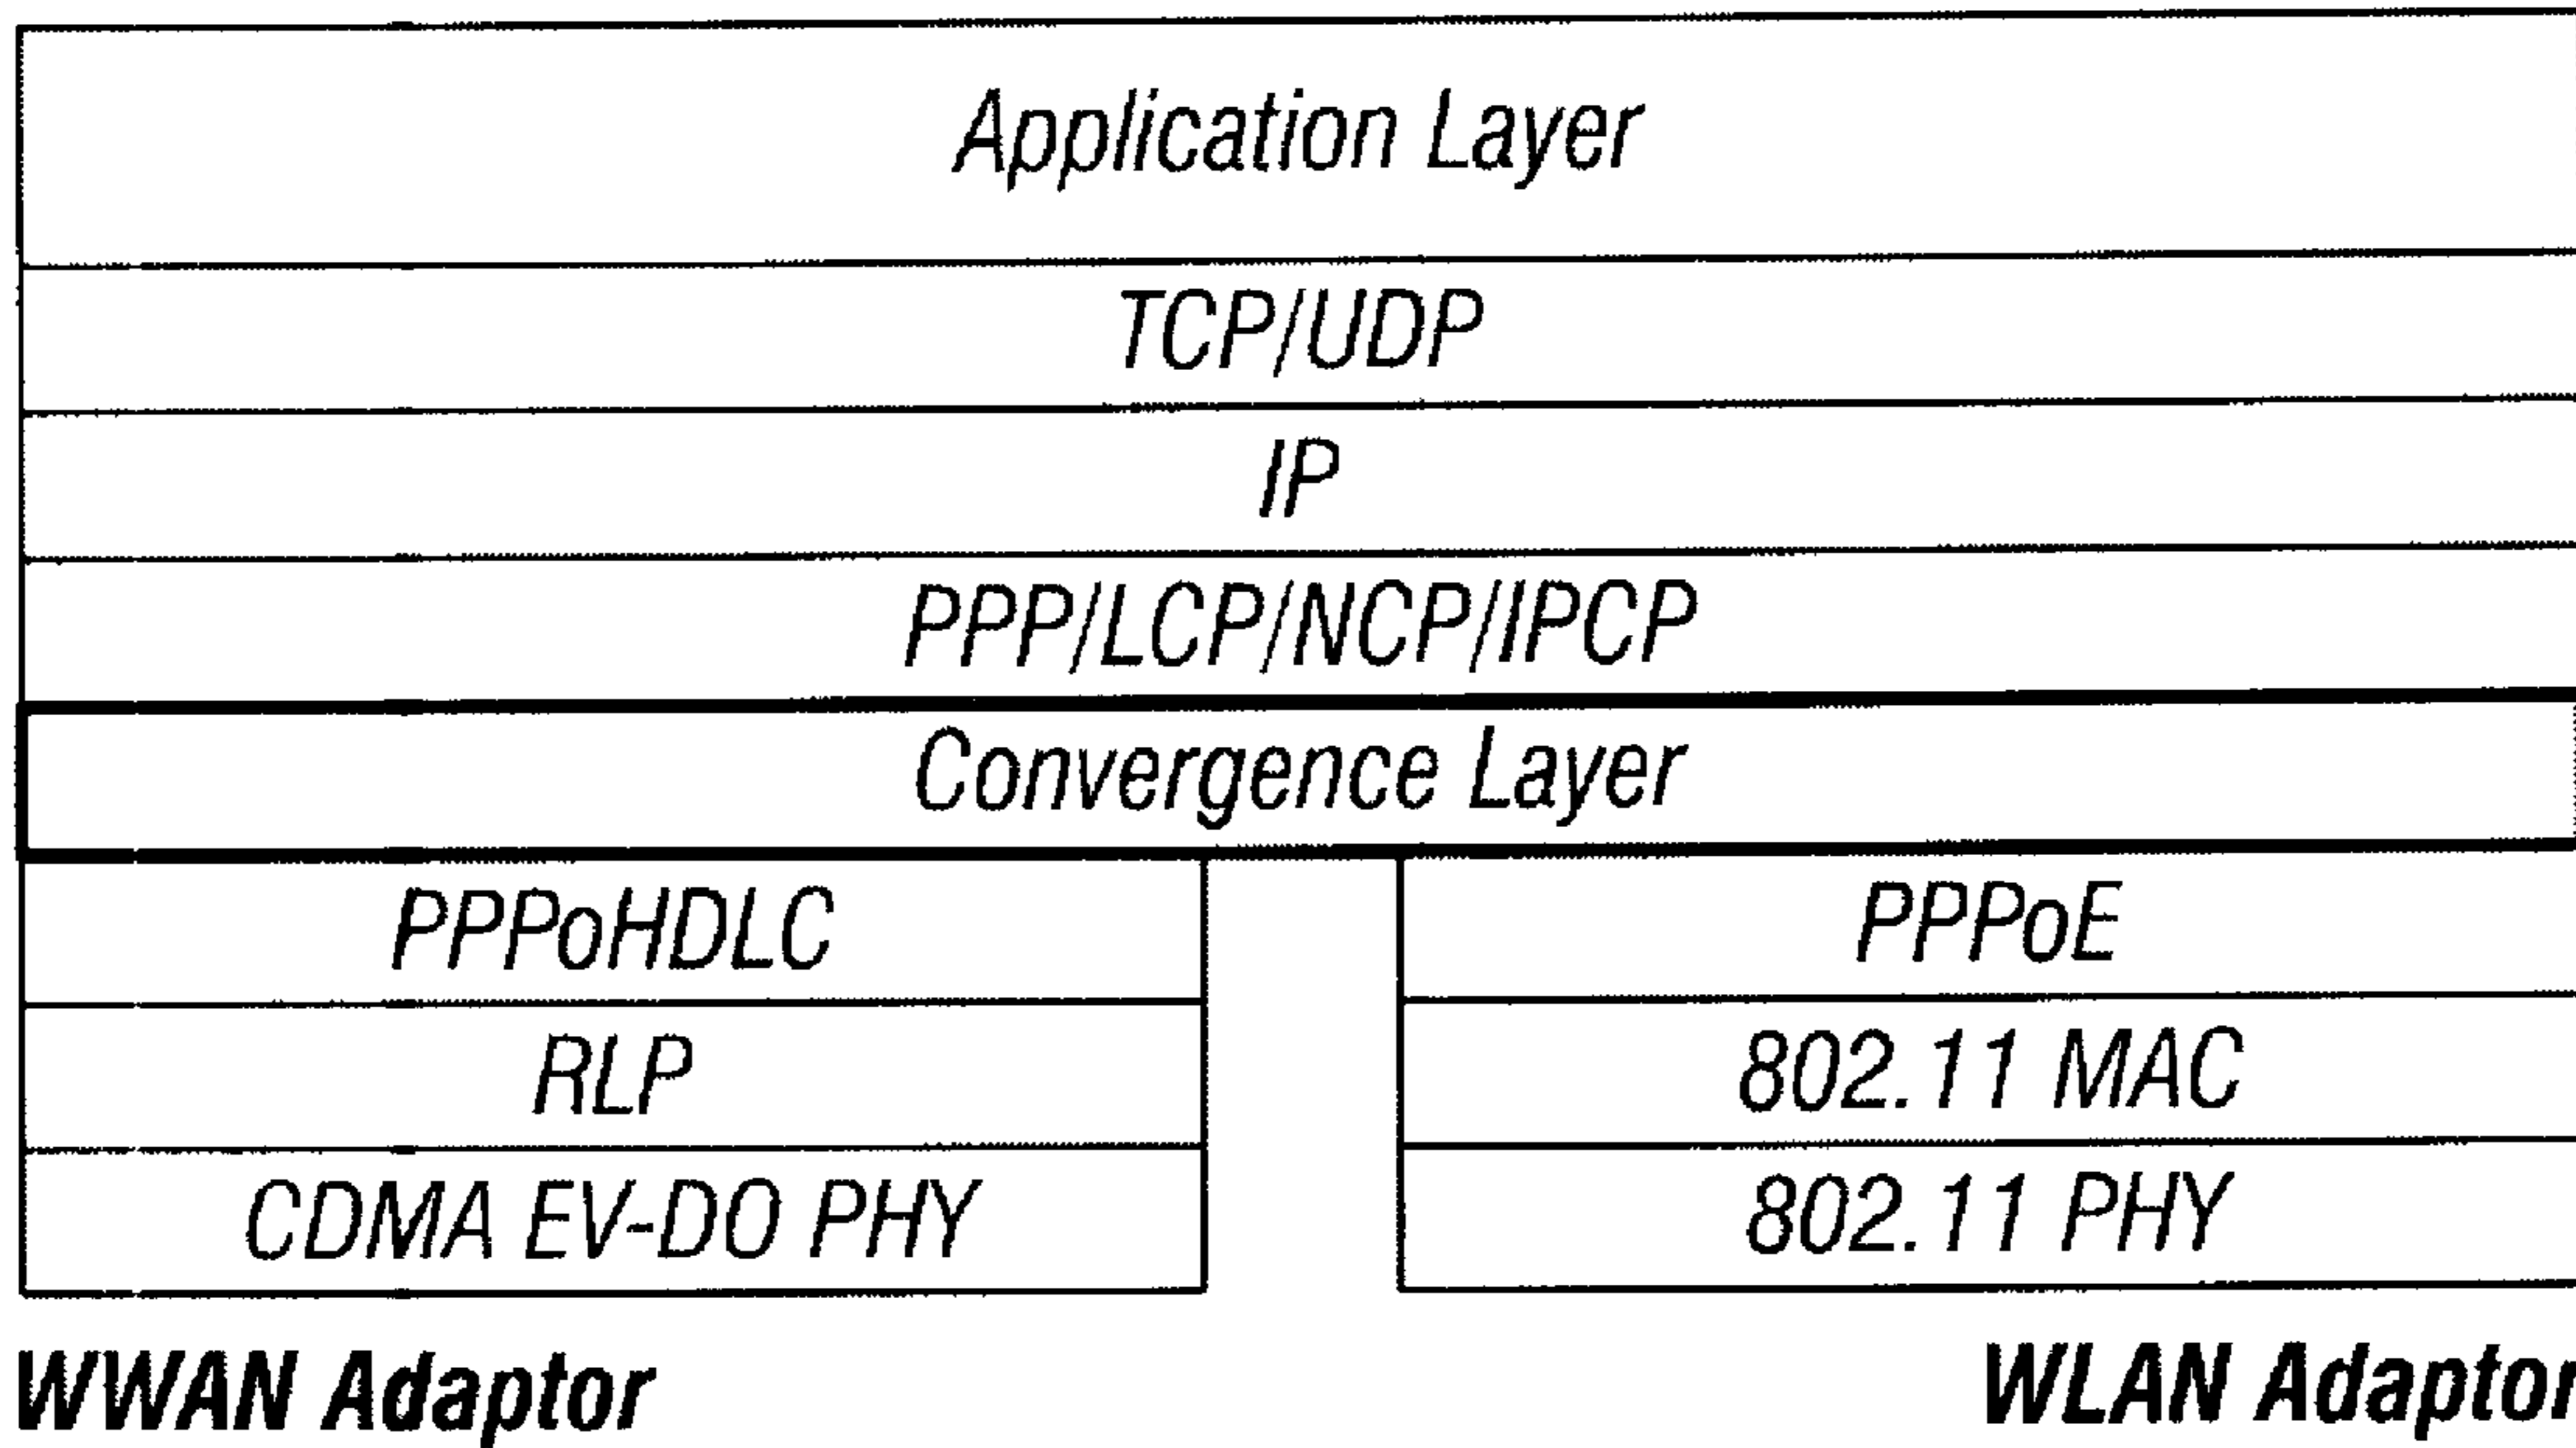 Application Layer
TCP/UDP
IP
PPP/LCP/NCP/IPCP
Convergence Layer
PPPoHDLC
PPPoE
RLP
802.11 MAC
CDMA EV-DO PHY
802.11 PHY
WWAN Adaptor
WLAN Adaptor